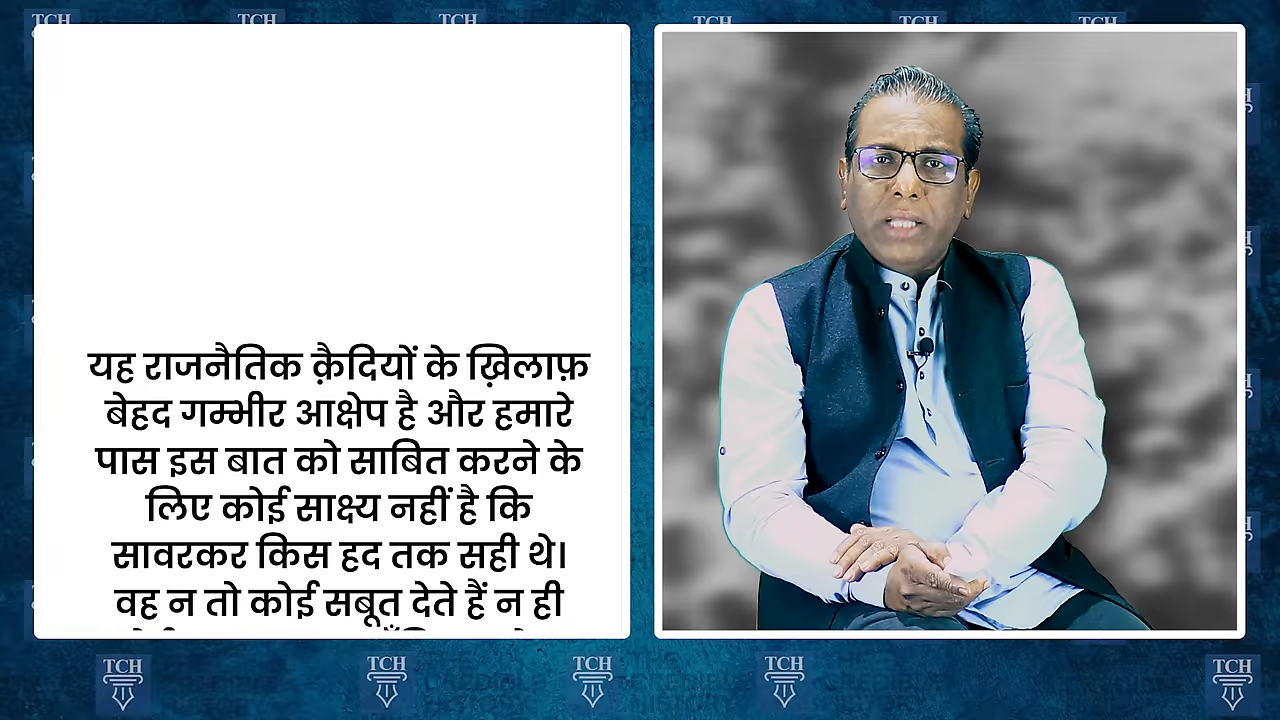 TCH
TCH
TCH
TCH
TCH
TCH
यह राजनैतिक क़ैदियों के ख़िलाफ़
बेहद गम्भीर आक्षेप है और हमारे
पास इस बात को साबित करने के
लिए कोई साक्ष्य नहीं है कि
सावरकर किस हद तक सही थे।
वह न तो कोई सबूत देते हैं न ही
TCH
TCH
TCH
TCH
TCH